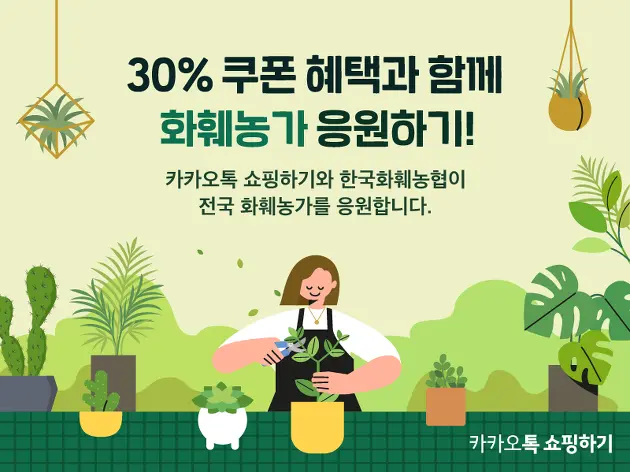 30% 쿠폰 혜택과 함께
화훼농가 응원하기!
카카오톡 쇼핑하기와 한국화훼농협이
전국 화훼농가를 응원합니다.
카카오톡 쇼핑하기